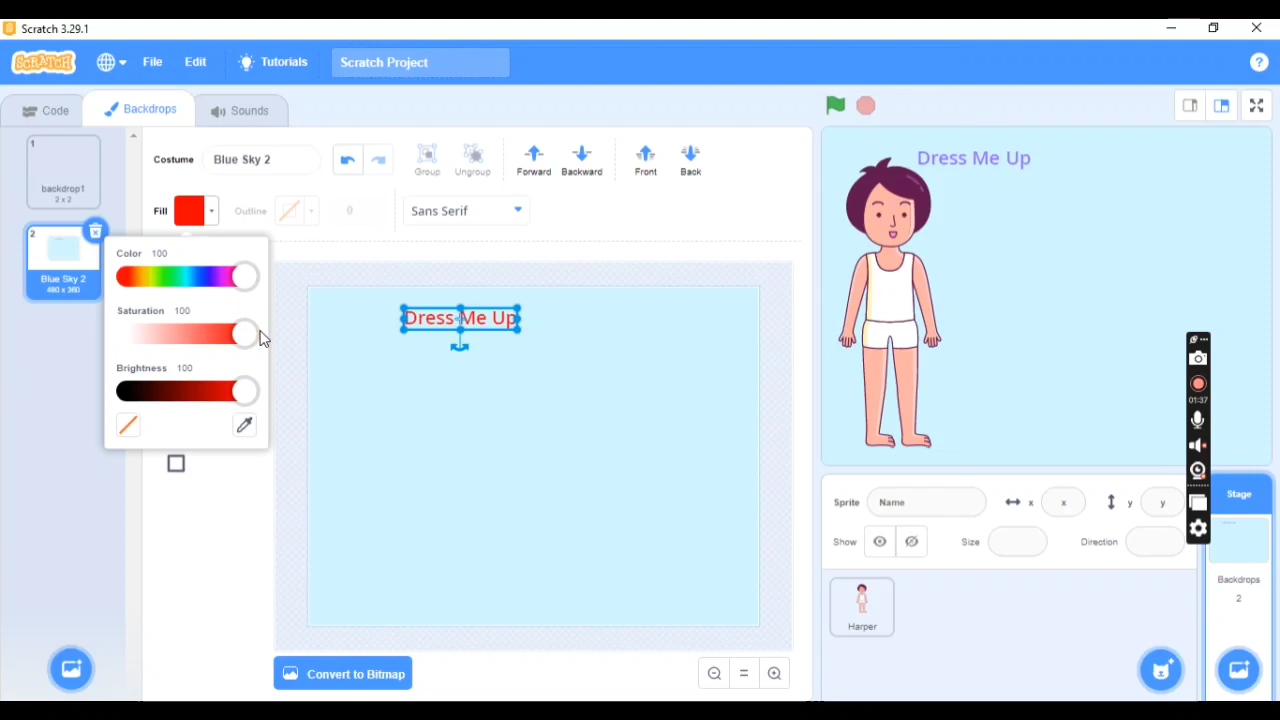 Scratch 3.29.1
SCRATCH File Edit Tutorials Scratch Project ?
Code Backdrops Sounds
1
backdrop1
2 x 2
2
Blue Sky 2
480 x 360
Costume Blue Sky 2 Group Ungroup Forward Backward Front Back
Fill Outline 0 Sans Serif
Color 100
Saturation 100
Brightness 100
Dress Me Up
Convert to Bitmap
Dress Me Up
01:37
Sprite Name x x y y
Show Size Direction
Harper
Stage
Backdrops
2